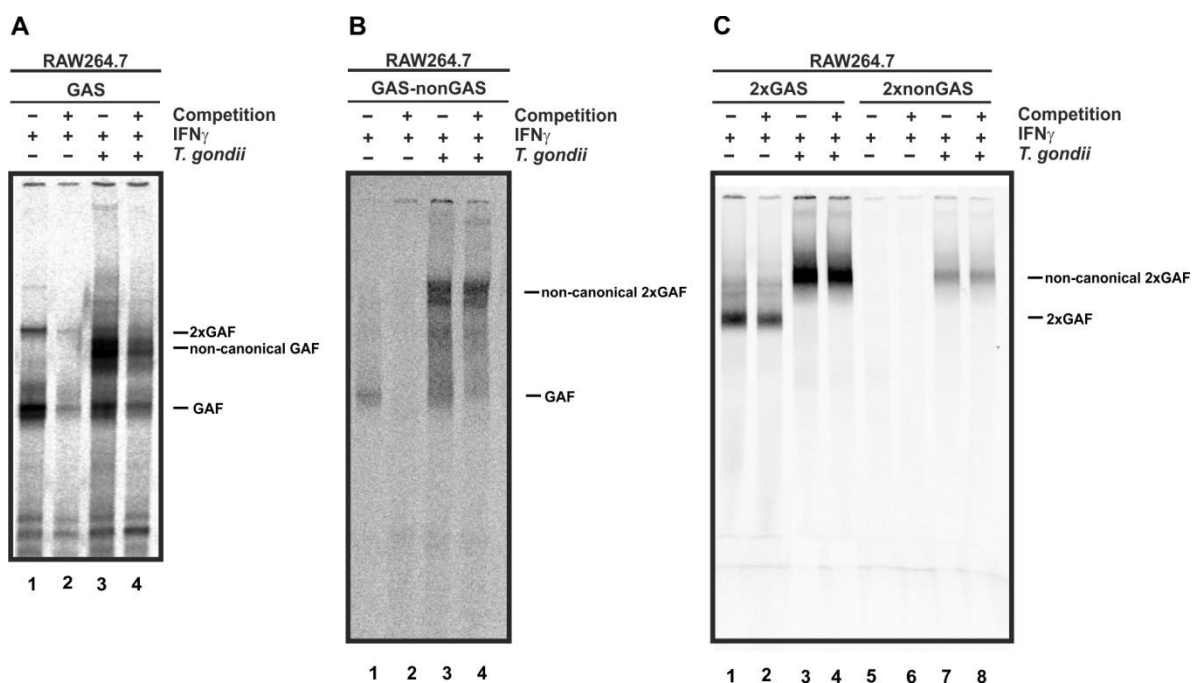 A
RAW264.7
GAS
– + – + Competition
+ + + + IFNγ
– – + + T. gondii
2xGAF
non-canonical GAF
GAF
1 2 3 4
B
RAW264.7
GAS-nonGAS
– + – + Competition
+ + + + IFNγ
– – + + T. gondii
non-canonical 2xGAF
GAF
1 2 3 4
C
RAW264.7
2xGAS 2xnonGAS
– + – + – + – + Competition
+ + + + + + + + IFNγ
– – + + – – + + T. gondii
non-canonical 2xGAF
2xGAF
1 2 3 4 5 6 7 8